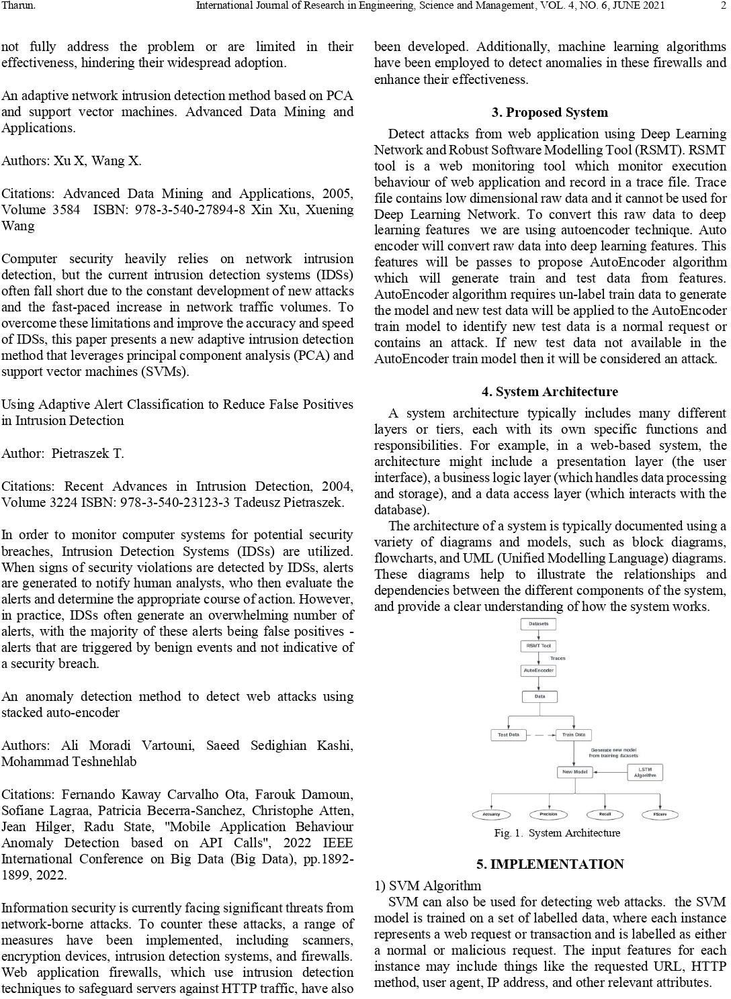 Tharun. International Journal of Research in Engineering, Science and Management, VOL. 4, NO. 6, JUNE 2021 2
not fully address the problem or are limited in their
effectiveness, hindering their widespread adoption.
An adaptive network intrusion detection method based on PCA
and support vector machines. Advanced Data Mining and
Applications.
Authors: Xu X, Wang X.
Citations: Advanced Data Mining and Applications, 2005,
Volume 3584 ISBN: 978-3-540-27894-8 Xin Xu, Xuening
Wang
Computer security heavily relies on network intrusion
detection, but the current intrusion detection systems (IDSs)
often fall short due to the constant development of new attacks
and the fast-paced increase in network traffic volumes. To
overcome these limitations and improve the accuracy and speed
of IDSs, this paper presents a new adaptive intrusion detection
method that leverages principal component analysis (PCA) and
support vector machines (SVMs).
Using Adaptive Alert Classification to Reduce False Positives
in Intrusion Detection
Author: Pietraszek T.
Citations: Recent Advances in Intrusion Detection, 2004,
Volume 3224 ISBN: 978-3-540-23123-3 Tadeusz Pietraszek.
In order to monitor computer systems for potential security
breaches, Intrusion Detection Systems (IDSs) are utilized.
When signs of security violations are detected by IDSs, alerts
are generated to notify human analysts, who then evaluate the
alerts and determine the appropriate course of action. However,
in practice, IDSs often generate an overwhelming number of
alerts, with the majority of these alerts being false positives -
alerts that are triggered by benign events and not indicative of
a security breach.
An anomaly detection method to detect web attacks using
stacked auto-encoder
Authors: Ali Moradi Vartouni, Saeed Sedighian Kashi,
Mohammad Teshnehlab
Citations: Fernando Kaway Carvalho Ota, Farouk Damoun,
Sofiane Lagraa, Patricia Becerra-Sanchez, Christophe Atten,
Jean Hilger, Radu State, "Mobile Application Behaviour
Anomaly Detection based on API Calls", 2022 IEEE
International Conference on Big Data (Big Data), pp.1892-
1899, 2022.
Information security is currently facing significant threats from
network-borne attacks. To counter these attacks, a range of
measures have been implemented, including scanners,
encryption devices, intrusion detection systems, and firewalls.
Web application firewalls, which use intrusion detection
techniques to safeguard servers against HTTP traffic, have also
been developed. Additionally, machine learning algorithms
have been employed to detect anomalies in these firewalls and
enhance their effectiveness.
3. Proposed System
Detect attacks from web application using Deep Learning
Network and Robust Software Modelling Tool (RSMT). RSMT
tool is a web monitoring tool which monitor execution
behaviour of web application and record in a trace file. Trace
file contains low dimensional raw data and it cannot be used for
Deep Learning Network. To convert this raw data to deep
learning features we are using autoencoder technique. Auto
encoder will convert raw data into deep learning features. This
features will be passes to propose AutoEncoder algorithm
which will generate train and test data from features.
AutoEncoder algorithm requires un-label train data to generate
the model and new test data will be applied to the AutoEncoder
train model to identify new test data is a normal request or
contains an attack. If new test data not available in the
AutoEncoder train model then it will be considered an attack.
4. System Architecture
A system architecture typically includes many different
layers or tiers, each with its own specific functions and
responsibilities. For example, in a web-based system, the
architecture might include a presentation layer (the user
interface), a business logic layer (which handles data processing
and storage), and a data access layer (which interacts with the
database).
The architecture of a system is typically documented using a
variety of diagrams and models, such as block diagrams,
flowcharts, and UML (Unified Modelling Language) diagrams.
These diagrams help to illustrate the relationships and
dependencies between the different components of the system,
and provide a clear understanding of how the system works.
Datasets
RSMT Tool
Traces
AutoEncoder
Data
Test Data
Train Data
Generate new model
from training datasets
New Model
LSTM
Algorithm
Accuarcy
Precision
Recall
FScore
Fig. 1. System Architecture
5. IMPLEMENTATION
1) SVM Algorithm
SVM can also be used for detecting web attacks. the SVM
model is trained on a set of labelled data, where each instance
represents a web request or transaction and is labelled as either
a normal or malicious request. The input features for each
instance may include things like the requested URL, HTTP
method, user agent, IP address, and other relevant attributes.